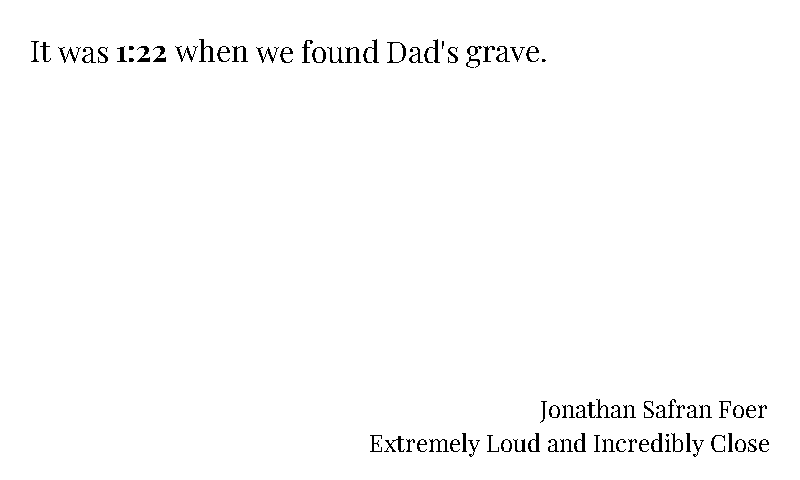 It was 1:22 when we found Dad's grave.
Jonathan Safran Foer
Extremely Loud and Incredibly Close